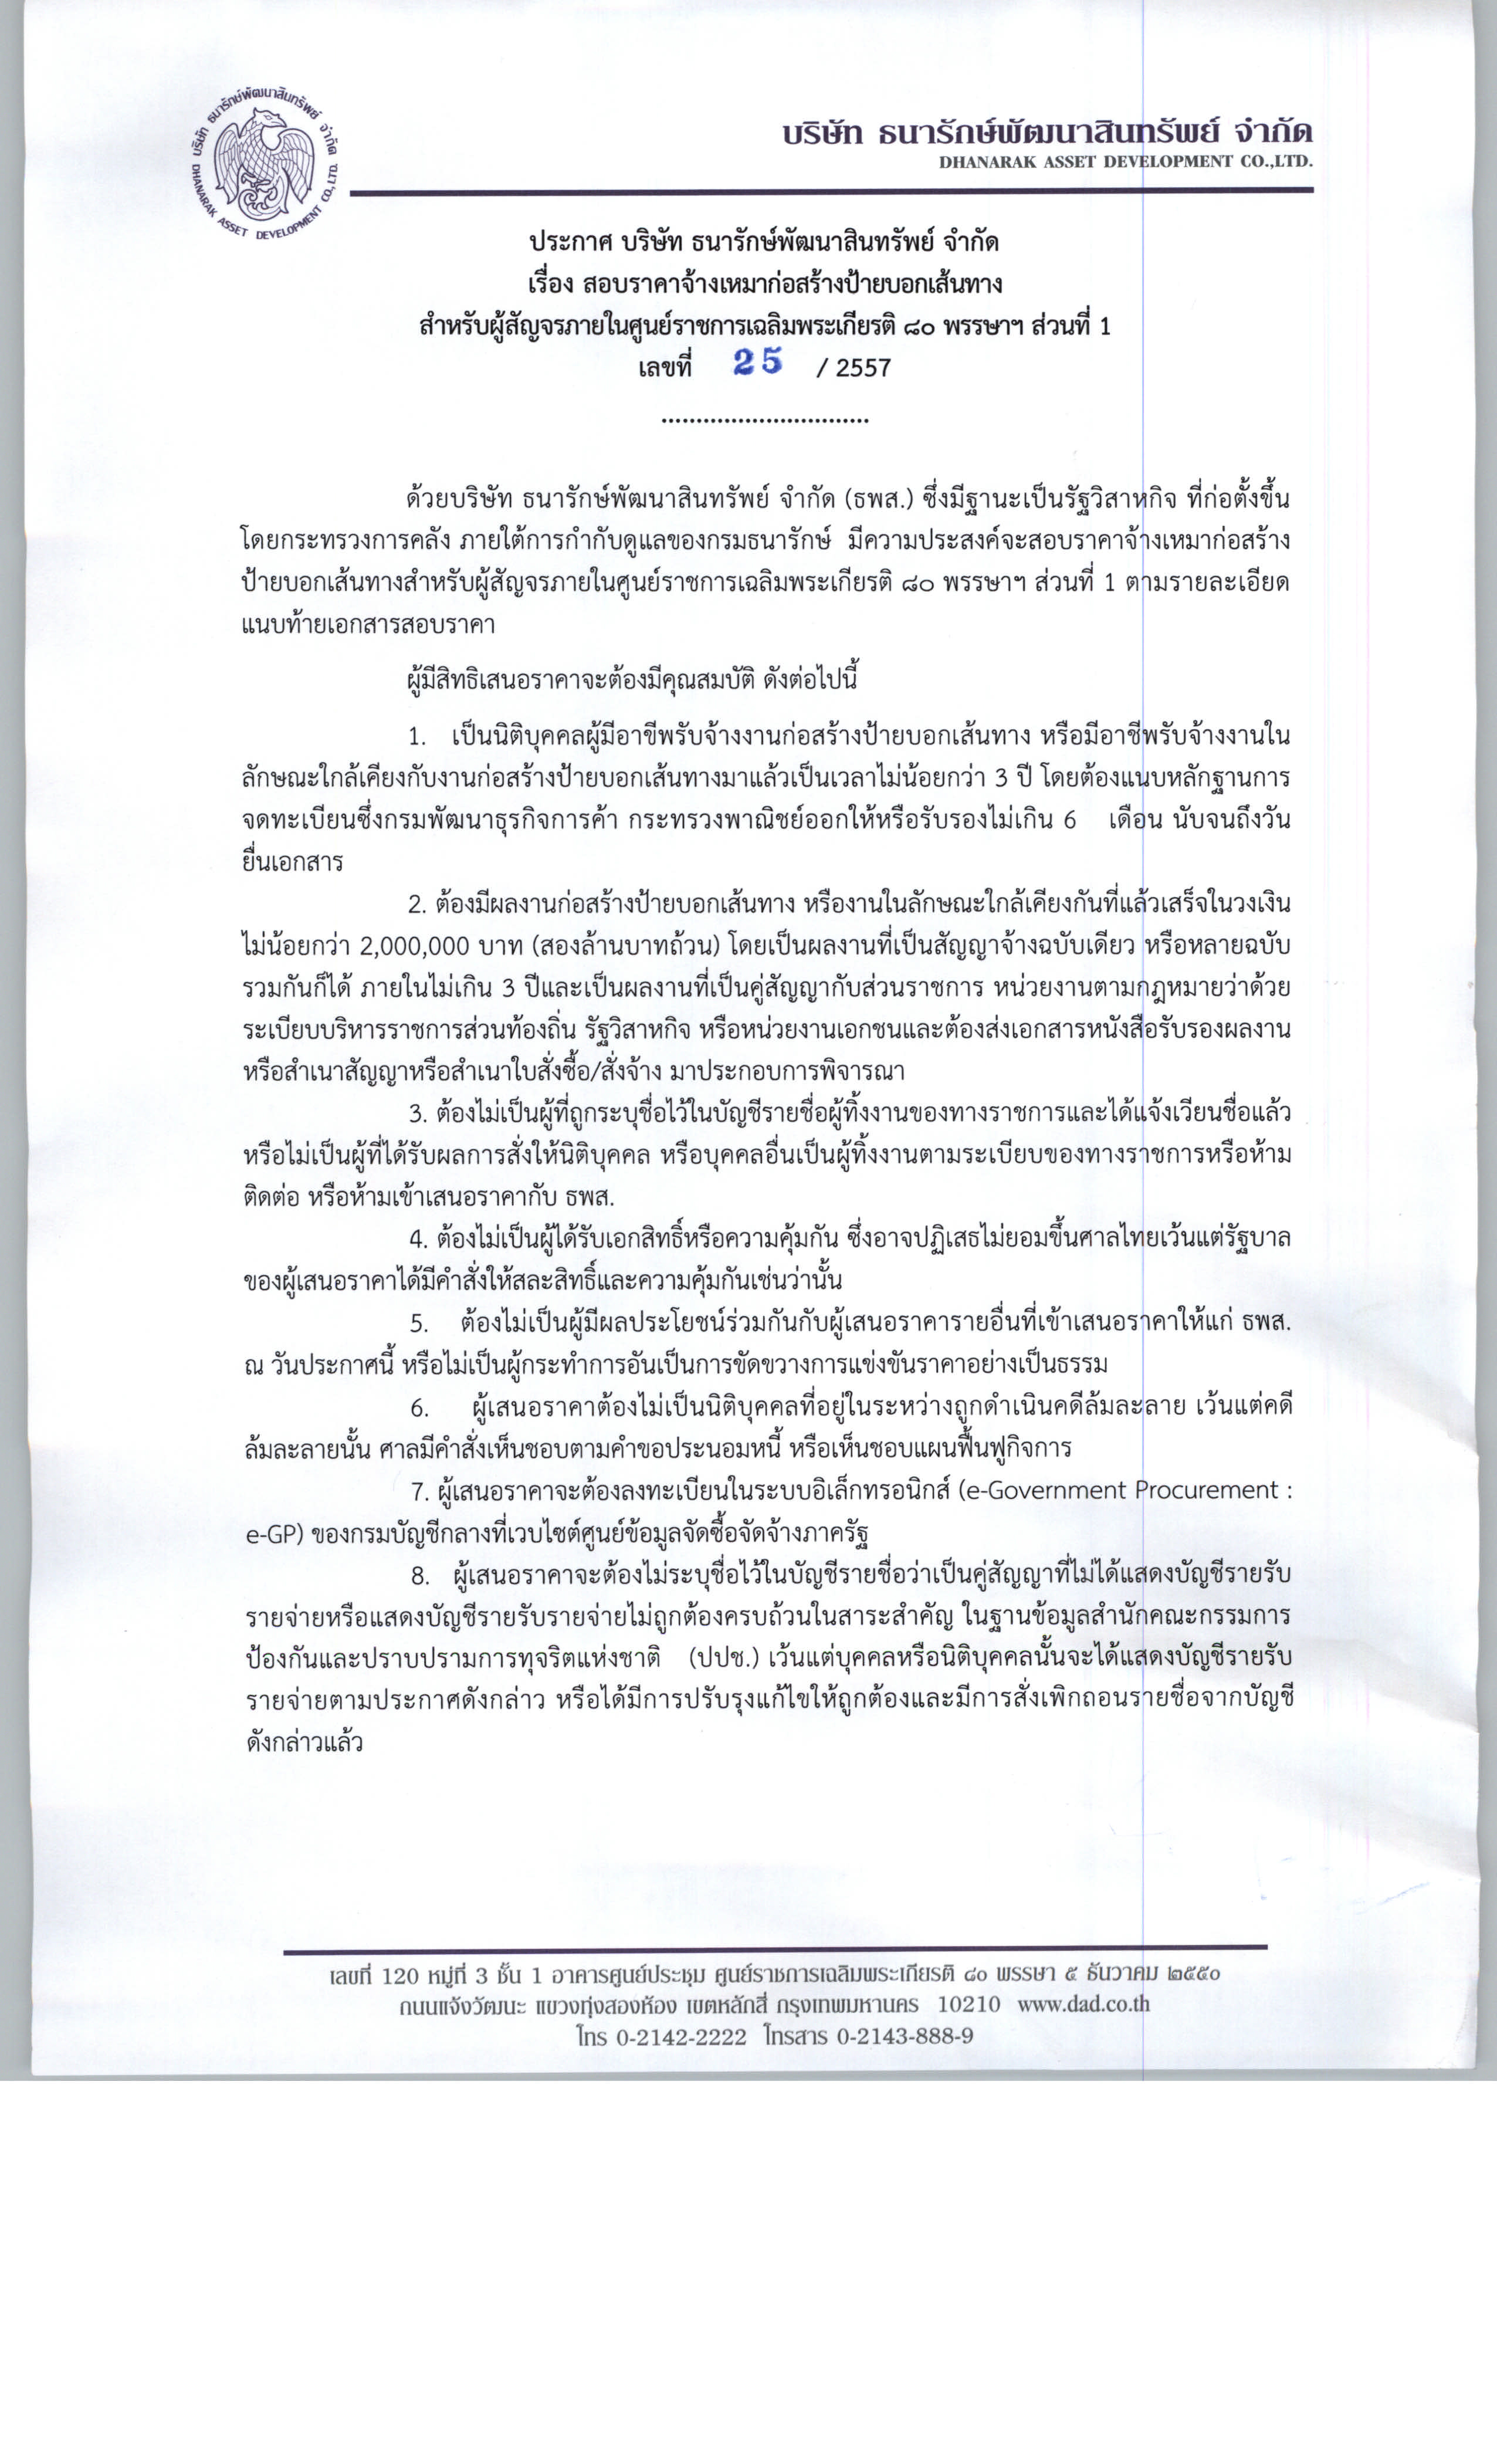 บริษัท ธนารักษ์พัฒนาสินทรัพย์ จำกัด
DHANARAK ASSET DEVELOPMENT CO.,LTD.
บริษัท ธนารักษ์พัฒนาสินทรัพย์ จำกัด
DHANARAK ASSET DEVELOPMENT CO.,LTD.
ประกาศ บริษัท ธนารักษ์พัฒนาสินทรัพย์ จำกัด
เรื่อง สอบราคาจ้างเหมาก่อสร้างป้ายบอกเส้นทาง
สำหรับผู้สัญจรภายในศูนย์ราชการเฉลิมพระเกียรติ ๘๐ พรรษาฯ ส่วนที่ 1
เลขที่ 25 / 2557
..............................
ด้วยบริษัท ธนารักษ์พัฒนาสินทรัพย์ จำกัด (ธพส.) ซึ่งมีฐานะเป็นรัฐวิสาหกิจ ที่ก่อตั้งขึ้น
โดยกระทรวงการคลัง ภายใต้การกำกับดูแลของกรมธนารักษ์ มีความประสงค์จะสอบราคาจ้างเหมาก่อสร้าง
ป้ายบอกเส้นทางสำหรับผู้สัญจรภายในศูนย์ราชการเฉลิมพระเกียรติ ๘๐ พรรษาฯ ส่วนที่ 1 ตามรายละเอียด
แนบท้ายเอกสารสอบราคา
ผู้มีสิทธิเสนอราคาจะต้องมีคุณสมบัติ ดังต่อไปนี้
1. เป็นนิติบุคคลผู้มีอาขีพรับจ้างงานก่อสร้างป้ายบอกเส้นทาง หรือมีอาชีพรับจ้างงานใน
ลักษณะใกล้เคียงกับงานก่อสร้างป้ายบอกเส้นทางมาแล้วเป็นเวลาไม่น้อยกว่า 3 ปี โดยต้องแนบหลักฐานการ
จดทะเบียนซึ่งกรมพัฒนาธุรกิจการค้า กระทรวงพาณิชย์ออกให้หรือรับรองไม่เกิน 6 เดือน นับจนถึงวัน
ยื่นเอกสาร
2. ต้องมีผลงานก่อสร้างป้ายบอกเส้นทาง หรืองานในลักษณะใกล้เคียงกันที่แล้วเสร็จในวงเงิน
ไม่น้อยกว่า 2,000,000 บาท (สองล้านบาทถ้วน) โดยเป็นผลงานที่เป็นสัญญาจ้างฉบับเดียว หรือหลายฉบับ
รวมกันก็ได้ ภายในไม่เกิน 3 ปีและเป็นผลงานที่เป็นคู่สัญญากับส่วนราชการ หน่วยงานตามกฎหมายว่าด้วย
ระเบียบบริหารราชการส่วนท้องถิ่น รัฐวิสาหกิจ หรือหน่วยงานเอกชนและต้องส่งเอกสารหนังสือรับรองผลงาน
หรือสำเนาสัญญาหรือสำเนาใบสั่งซื้อ/สั่งจ้าง มาประกอบการพิจารณา
3. ต้องไม่เป็นผู้ที่ถูกระบุชื่อไว้ในบัญชีรายชื่อผู้ทิ้งงานของทางราชการและได้แจ้งเวียนชื่อแล้ว
หรือไม่เป็นผู้ที่ได้รับผลการสั่งให้นิติบุคคล หรือบุคคลอื่นเป็นผู้ทิ้งงานตามระเบียบของทางราชการหรือห้าม
ติดต่อ หรือห้ามเข้าเสนอราคากับ ธพส.
4. ต้องไม่เป็นผู้ได้รับเอกสิทธิ์หรือความคุ้มกัน ซึ่งอาจปฏิเสธไม่ยอมขึ้นศาลไทยเว้นแต่รัฐบาล
ของผู้เสนอราคาได้มีคำสั่งให้สละสิทธิ์และความคุ้มกันเช่นว่านั้น
5. ต้องไม่เป็นผู้มีผลประโยชน์ร่วมกันกับผู้เสนอราคารายอื่นที่เข้าเสนอราคาให้แก่ ธพส.
ณ วันประกาศนี้ หรือไม่เป็นผู้กระทำการอันเป็นการขัดขวางการแข่งขันราคาอย่างเป็นธรรม
6. ผู้เสนอราคาต้องไม่เป็นนิติบุคคลที่อยู่ในระหว่างถูกดำเนินคดีล้มละลาย เว้นแต่คดี
ล้มละลายนั้น ศาลมีคำสั่งเห็นชอบตามคำขอประนอมหนี้ หรือเห็นชอบแผนฟื้นฟูกิจการ
7. ผู้เสนอราคาจะต้องลงทะเบียนในระบบอิเล็กทรอนิกส์ (e-Government Procurement :
e-GP) ของกรมบัญชีกลางที่เวบไซต์ศูนย์ข้อมูลจัดซื้อจัดจ้างภาครัฐ
8. ผู้เสนอราคาจะต้องไม่ระบุชื่อไว้ในบัญชีรายชื่อว่าเป็นคู่สัญญาที่ไม่ได้แสดงบัญชีรายรับ
รายจ่ายหรือแสดงบัญชีรายรับรายจ่ายไม่ถูกต้องครบถ้วนในสาระสำคัญ ในฐานข้อมูลสำนักคณะกรรมการ
ป้องกันและปราบปรามการทุจริตแห่งชาติ (ปปช.) เว้นแต่บุคคลหรือนิติบุคคลนั้นจะได้แสดงบัญชีรายรับ
รายจ่ายตามประกาศดังกล่าว หรือได้มีการปรับรุงแก้ไขให้ถูกต้องและมีการสั่งเพิกถอนรายชื่อจากบัญชี
ดังกล่าวแล้ว
เลขที่ 120 หมู่ที่ 3 ชั้น 1 อาคารศูนย์ประชุม ศูนย์ราชการเฉลิมพระเกียรติ ๘๐ พรรษา ๕ ธันวาคม ๒๕๕๐
ถนนแจ้งวัฒนะ แขวงทุ่งสองห้อง เขตหลักสี่ กรุงเทพมหานคร 10210 www.dad.co.th
โทร 0-2142-2222 โทรสาร 0-2143-888-9